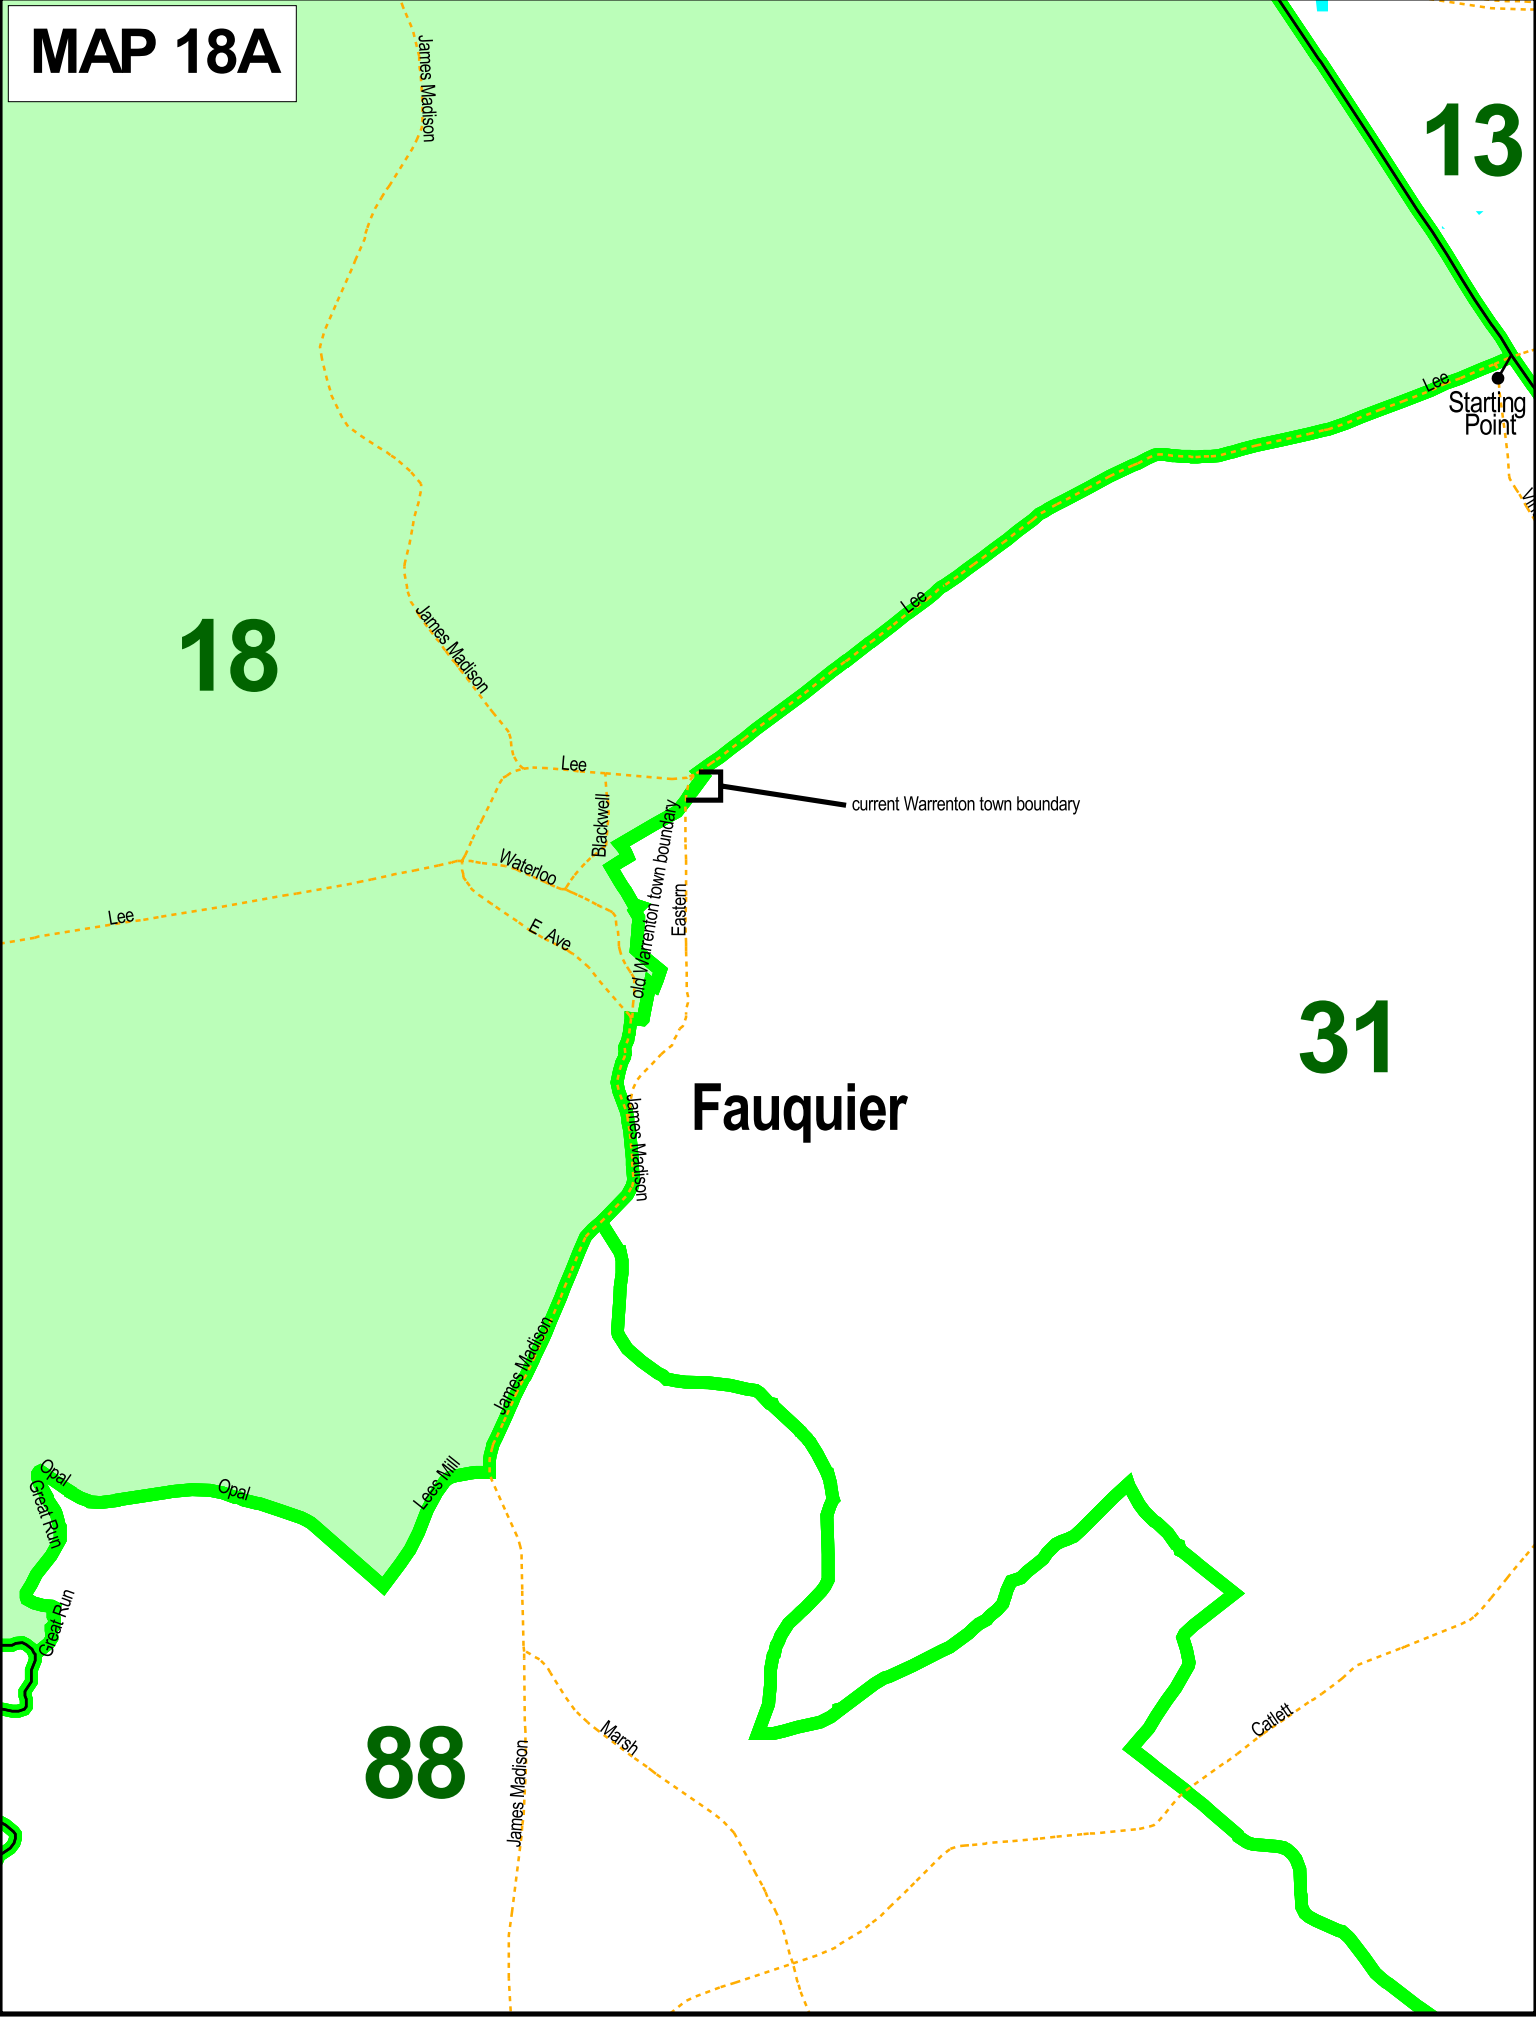 MAP 18A
James Madison
13
Lee
Starting
Point
Lee
18
James Madison
Lee
current Warrenton town boundary
Blackwell
old Warrenton town boundary
Waterloo
Eastern
Lee
E Ave
31
Fauquier
James Madison
James Madison
Opal
Lees Mill
Opal
Great Run
Great Run
88
Marsh
Catlett
James Madison